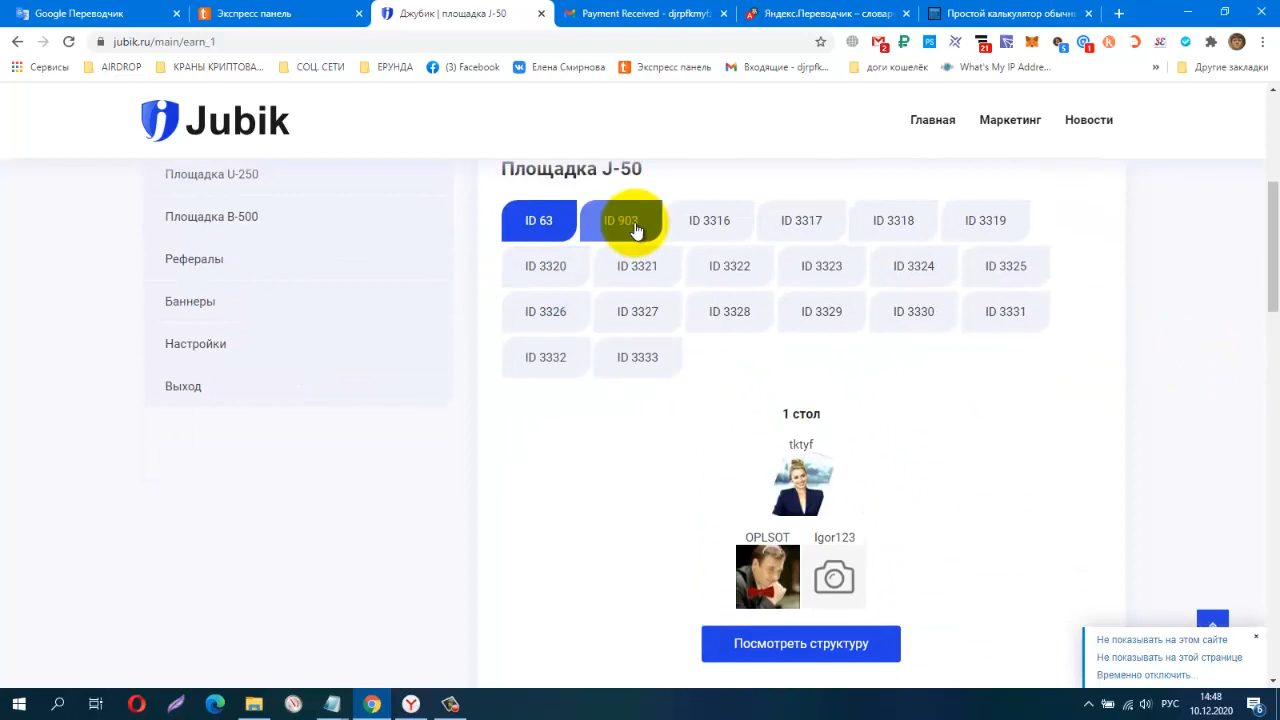 Google Переводчик
Экспресс панель
Джубик | площадка J-50
Payment Received - djrpfkmyf
Яндекс.Переводчик – словар
Простой калькулятор обычн
jubik.ru/main/earn_1
2
21
5
1
Сервисы
AIRDROP
КРАНЫ КРИПТОВА...
СОЦ. СЕТИ
ЕРУНДА
(3) Facebook
Елена Смирнова
Экспресс панель
Входящие - djrpfk...
доги кошелёк
What's My IP Addre...
»
Другие закладки
Jubik
Главная
Маркетинг
Новости
Площадка U-250
Площадка B-500
Рефералы
Баннеры
Настройки
Выход
Площадка J-50
ID 63
ID 903
ID 3316
ID 3317
ID 3318
ID 3319
ID 3320
ID 3321
ID 3322
ID 3323
ID 3324
ID 3325
ID 3326
ID 3327
ID 3328
ID 3329
ID 3330
ID 3331
ID 3332
ID 3333
1 стол
tktyf
OPLSOT
Igor123
Посмотреть структуру
Не показывать на этом сайте
Не показывать на этой странице
Временно отключить...
РУС
14:48
10.12.2020
6